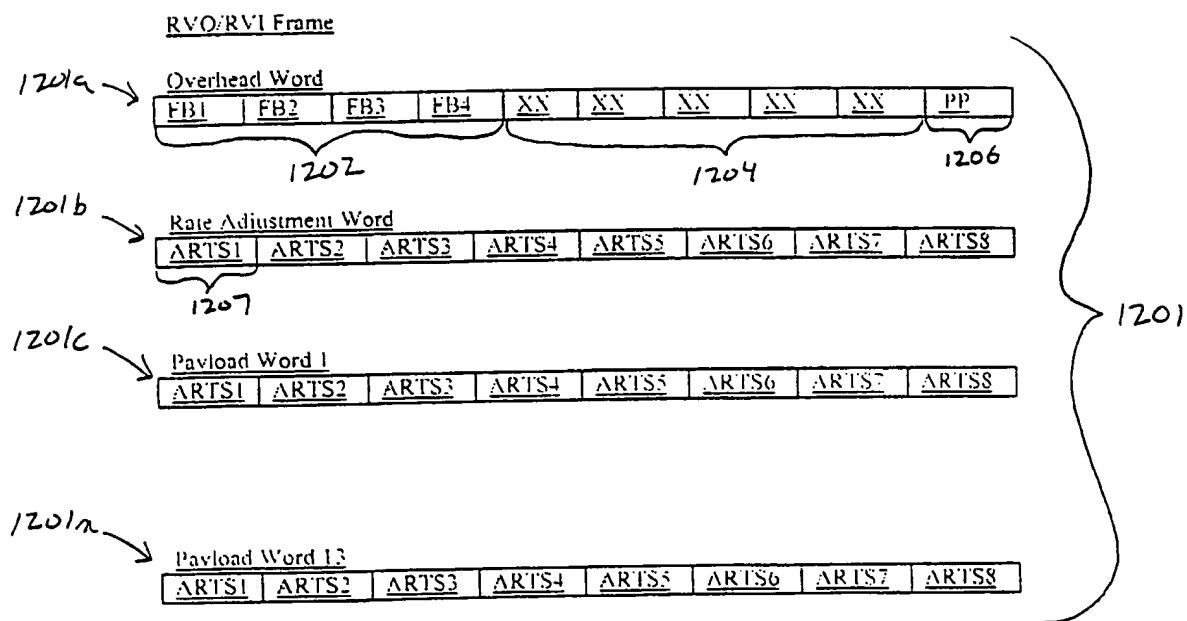 RVO/RVI Frame
1201a
Overhead Word
FB1 FB2 FB3 FB4 XX XX XX XX XX PP
1202 1204 1206
1201b
Rate Adjustment Word
ARTS1 ARTS2 ARTS3 ARTS4 ARTS5 ARTS6 ARTS7 ARTS8
1207
1201
1201c
Payload Word 1
ARTS1 ARTS2 ARTS3 ARTS4 ARTS5 ARTS6 ARTS7 ARTS8
1201n
Payload Word 13
ARTS1 ARTS2 ARTS3 ARTS4 ARTS5 ARTS6 ARTS7 ARTS8